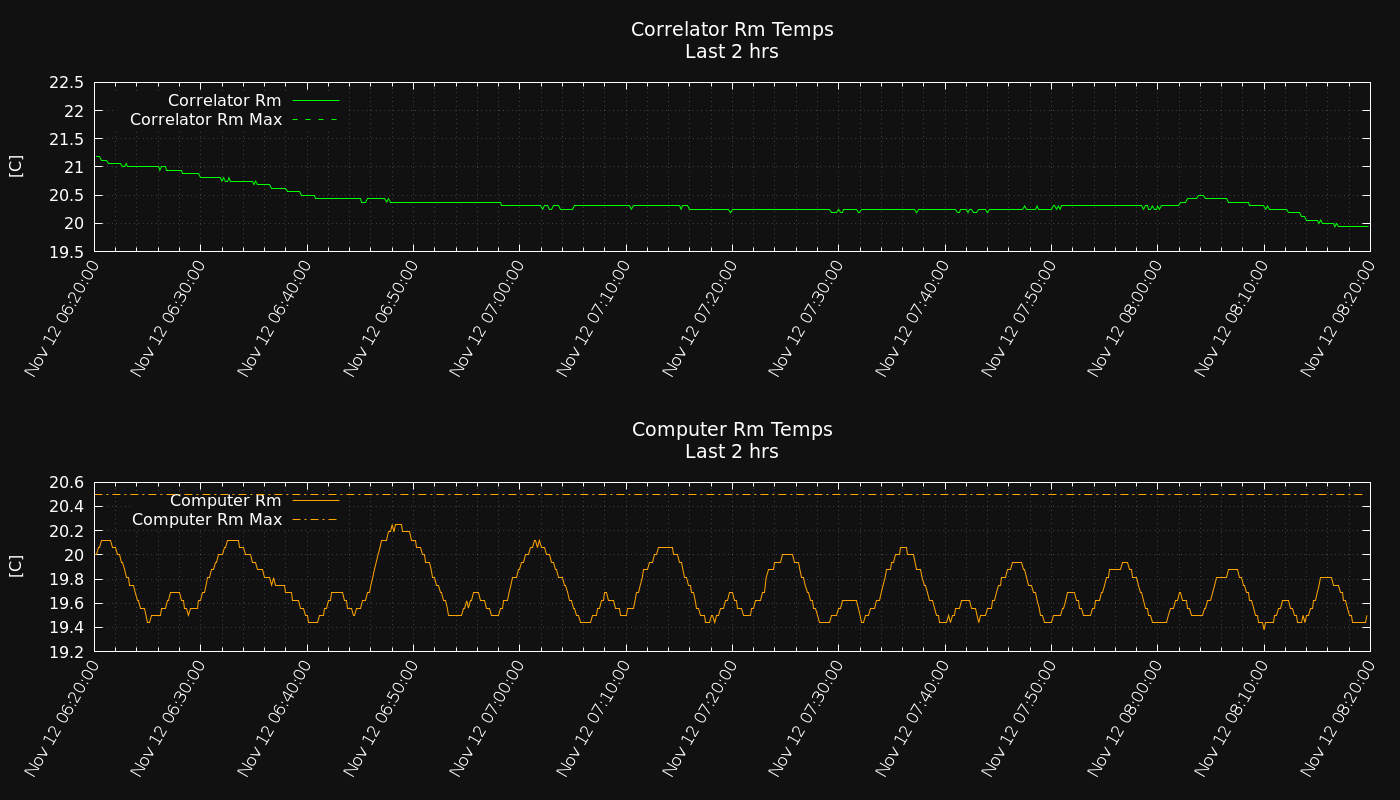 Correlator Rm Temps
Last 2 hrs
22.5
22
21.5
21
20.5
20
19.5
[C]
Correlator Rm
Correlator Rm Max
Nov 12 06:20:00
Nov 12 06:30:00
Nov 12 06:40:00
Nov 12 06:50:00
Nov 12 07:00:00
Nov 12 07:10:00
Nov 12 07:20:00
Nov 12 07:30:00
Nov 12 07:40:00
Nov 12 07:50:00
Nov 12 08:00:00
Nov 12 08:10:00
Nov 12 08:20:00
Computer Rm Temps
Last 2 hrs
20.6
20.4
20.2
20
19.8
19.6
19.4
19.2
[C]
Computer Rm
Computer Rm Max
Nov 12 06:20:00
Nov 12 06:30:00
Nov 12 06:40:00
Nov 12 06:50:00
Nov 12 07:00:00
Nov 12 07:10:00
Nov 12 07:20:00
Nov 12 07:30:00
Nov 12 07:40:00
Nov 12 07:50:00
Nov 12 08:00:00
Nov 12 08:10:00
Nov 12 08:20:00